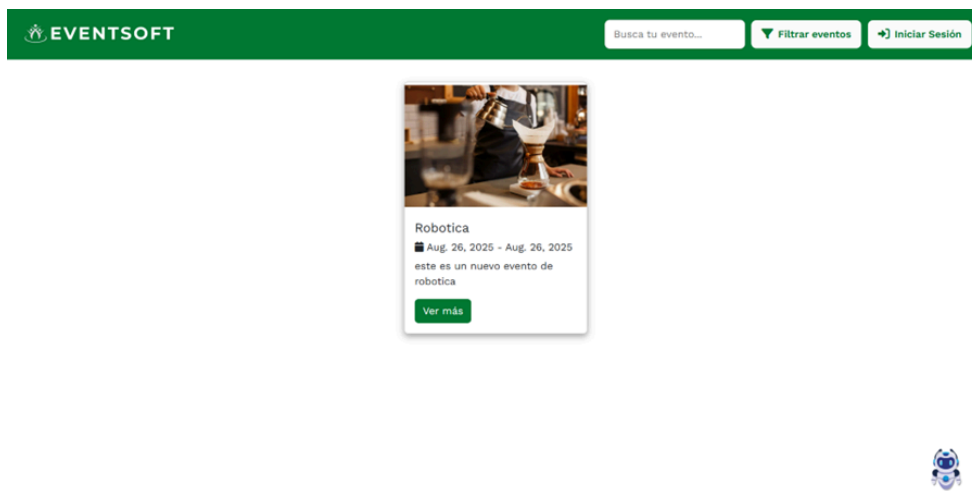 EVENTSOFT
Busca tu evento...
Filtrar eventos
Iniciar Sesión
Robotica
Aug. 26, 2025 - Aug. 26, 2025
este es un nuevo evento de
robotica
Ver más